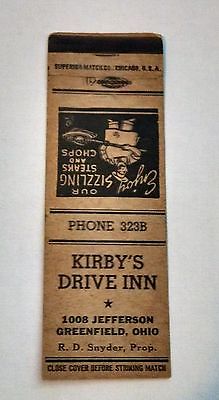 SUPERIOR MATCH CO., CHICAGO, U.S.A.
Enjoy
OUR
SIZZLING
STEAKS
AND
CHOPS
PHONE 323B
KIRBY'S
DRIVE INN
★
1008 JEFFERSON
GREENFIELD, OHIO
R. D. Snyder, Prop.
CLOSE COVER BEFORE STRIKING MATCH